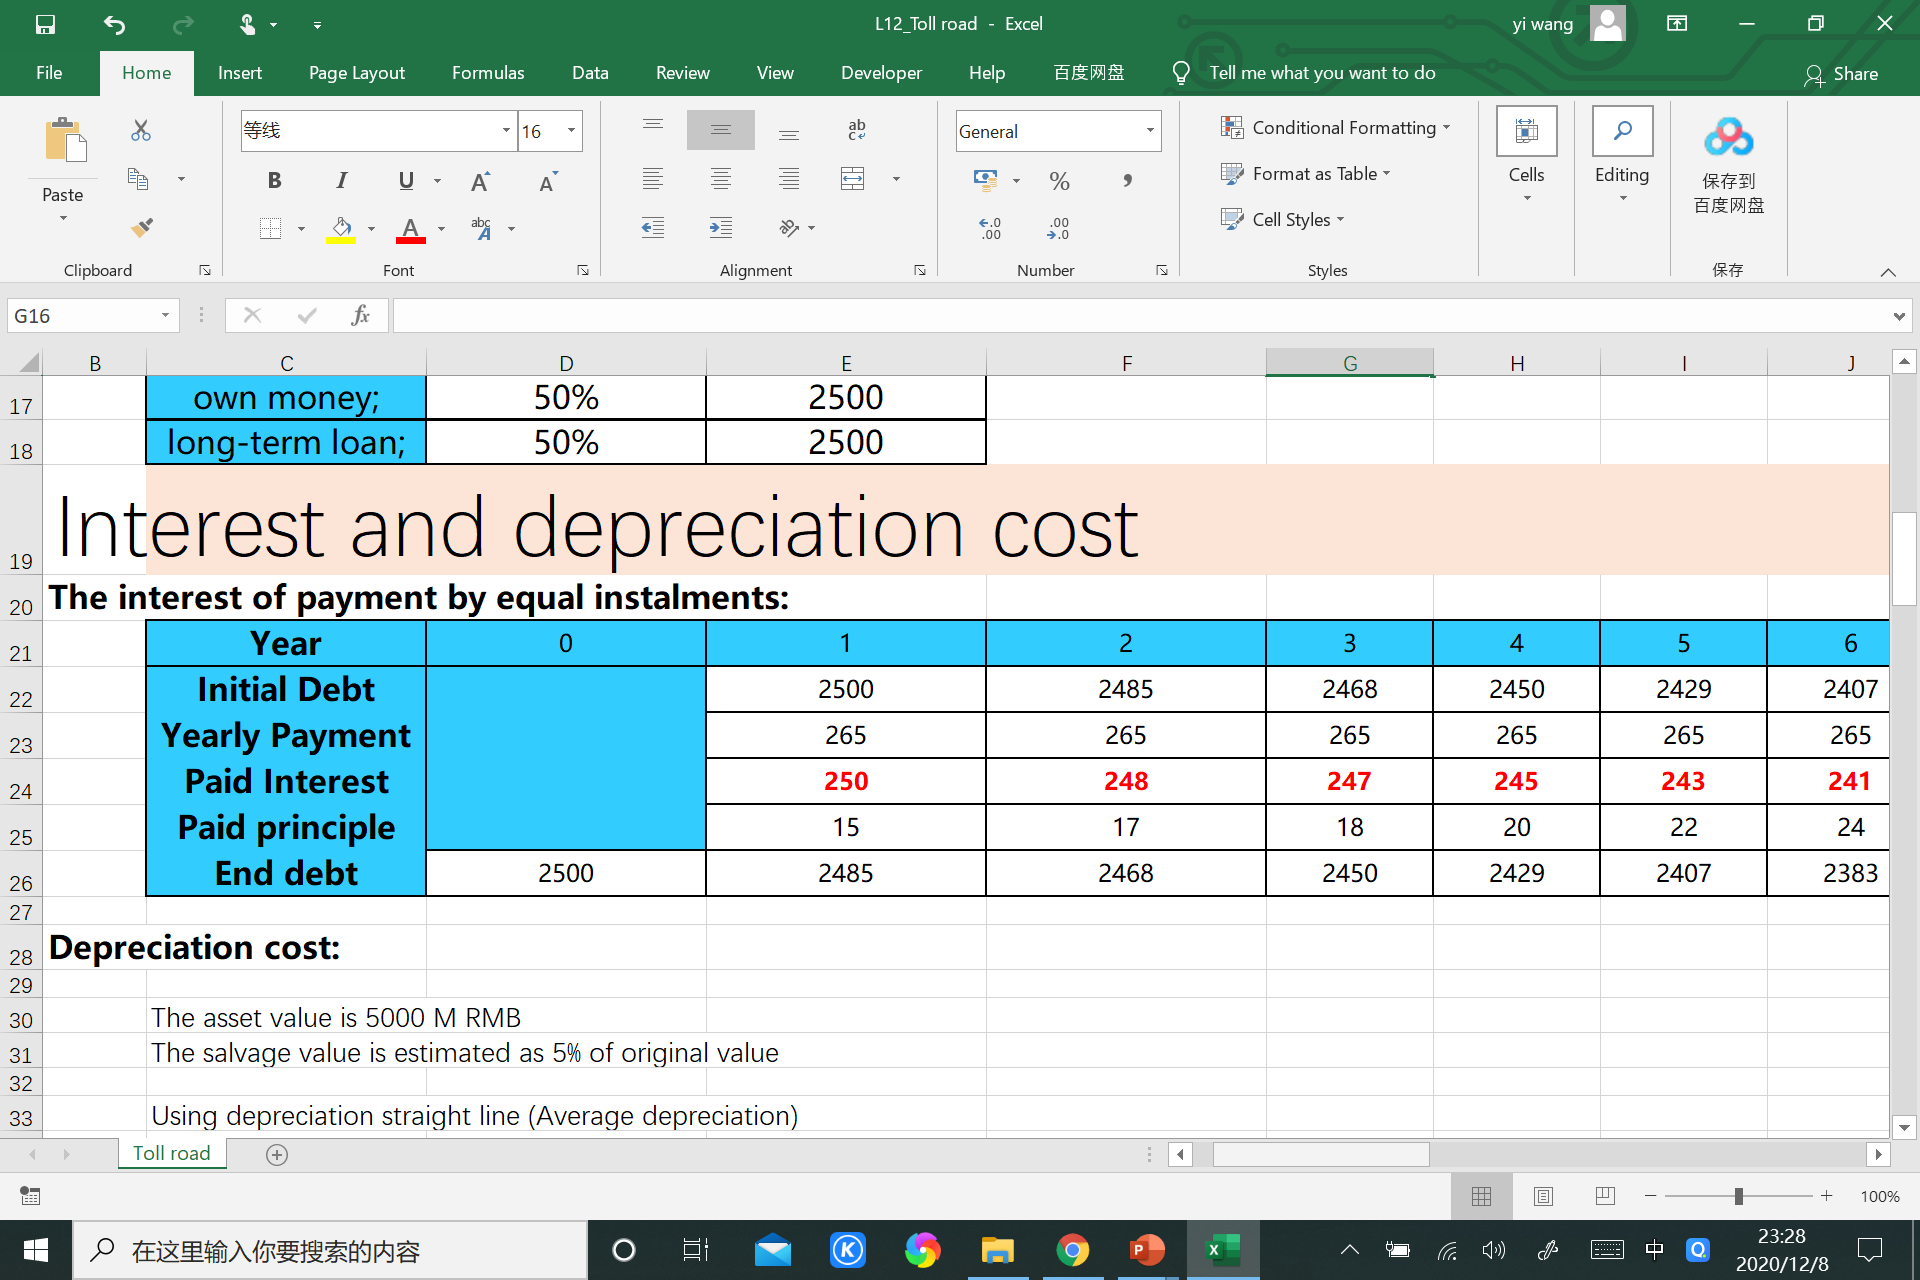 L12_Toll road - Excel
yi wang
File Home Insert Page Layout Formulas Data Review View Developer Help 百度网盘 Tell me what you want to do Share
Paste
Clipboard
等线 16
B I U A A
abc A
Font
ab c
Alignment
General
% ,
←.0 .00 .00 →.0
Number
Conditional Formatting
Format as Table
Cell Styles
Styles
Cells
Editing
保存到
百度网盘
保存
G16 fx
B C D E F G H I J
17 own money; 50% 2500
18 long-term loan; 50% 2500
19 Interest and depreciation cost
20 The interest of payment by equal instalments:
21 Year 0 1 2 3 4 5 6
22 Initial Debt 2500 2485 2468 2450 2429 2407
23 Yearly Payment 265 265 265 265 265 265
24 Paid Interest 250 248 247 245 243 241
25 Paid principle 15 17 18 20 22 24
26 End debt 2500 2485 2468 2450 2429 2407 2383
27
28 Depreciation cost:
29
30 The asset value is 5000 M RMB
31 The salvage value is estimated as 5% of original value
32
33 Using depreciation straight line (Average depreciation)
Toll road
100%
在这里输入你要搜索的内容
中
23:28
2020/12/8